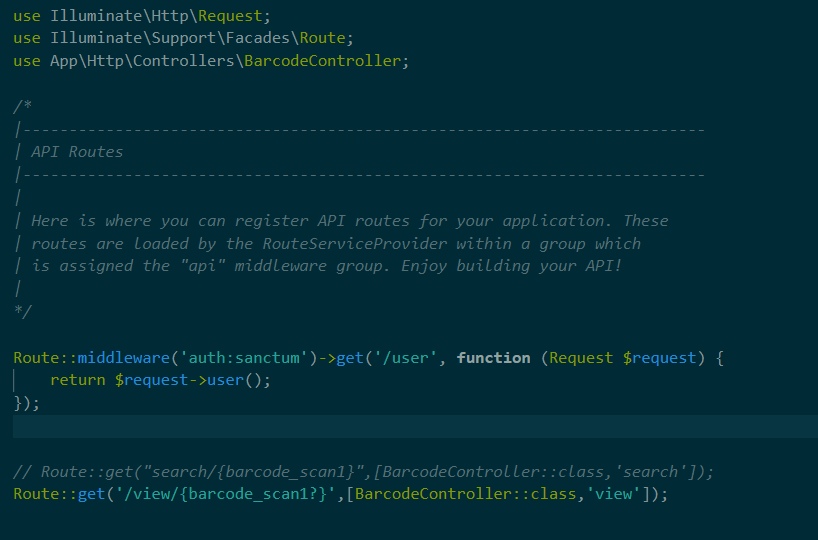 use Illuminate\Http\Request;
use Illuminate\Support\Facades\Route;
use App\Http\Controllers\BarcodeController;
/*
|--------------------------------------------------------------------------
| API Routes
|--------------------------------------------------------------------------
|
| Here is where you can register API routes for your application. These
| routes are loaded by the RouteServiceProvider within a group which
| is assigned the "api" middleware group. Enjoy building your API!
|
*/
Route::middleware('auth:sanctum')->get('/user', function (Request $request) {
    return $request->user();
});
// Route::get("search/{barcode_scan1}",[BarcodeController::class,'search']);
Route::get('/view/{barcode_scan1?}',[BarcodeController::class,'view']);